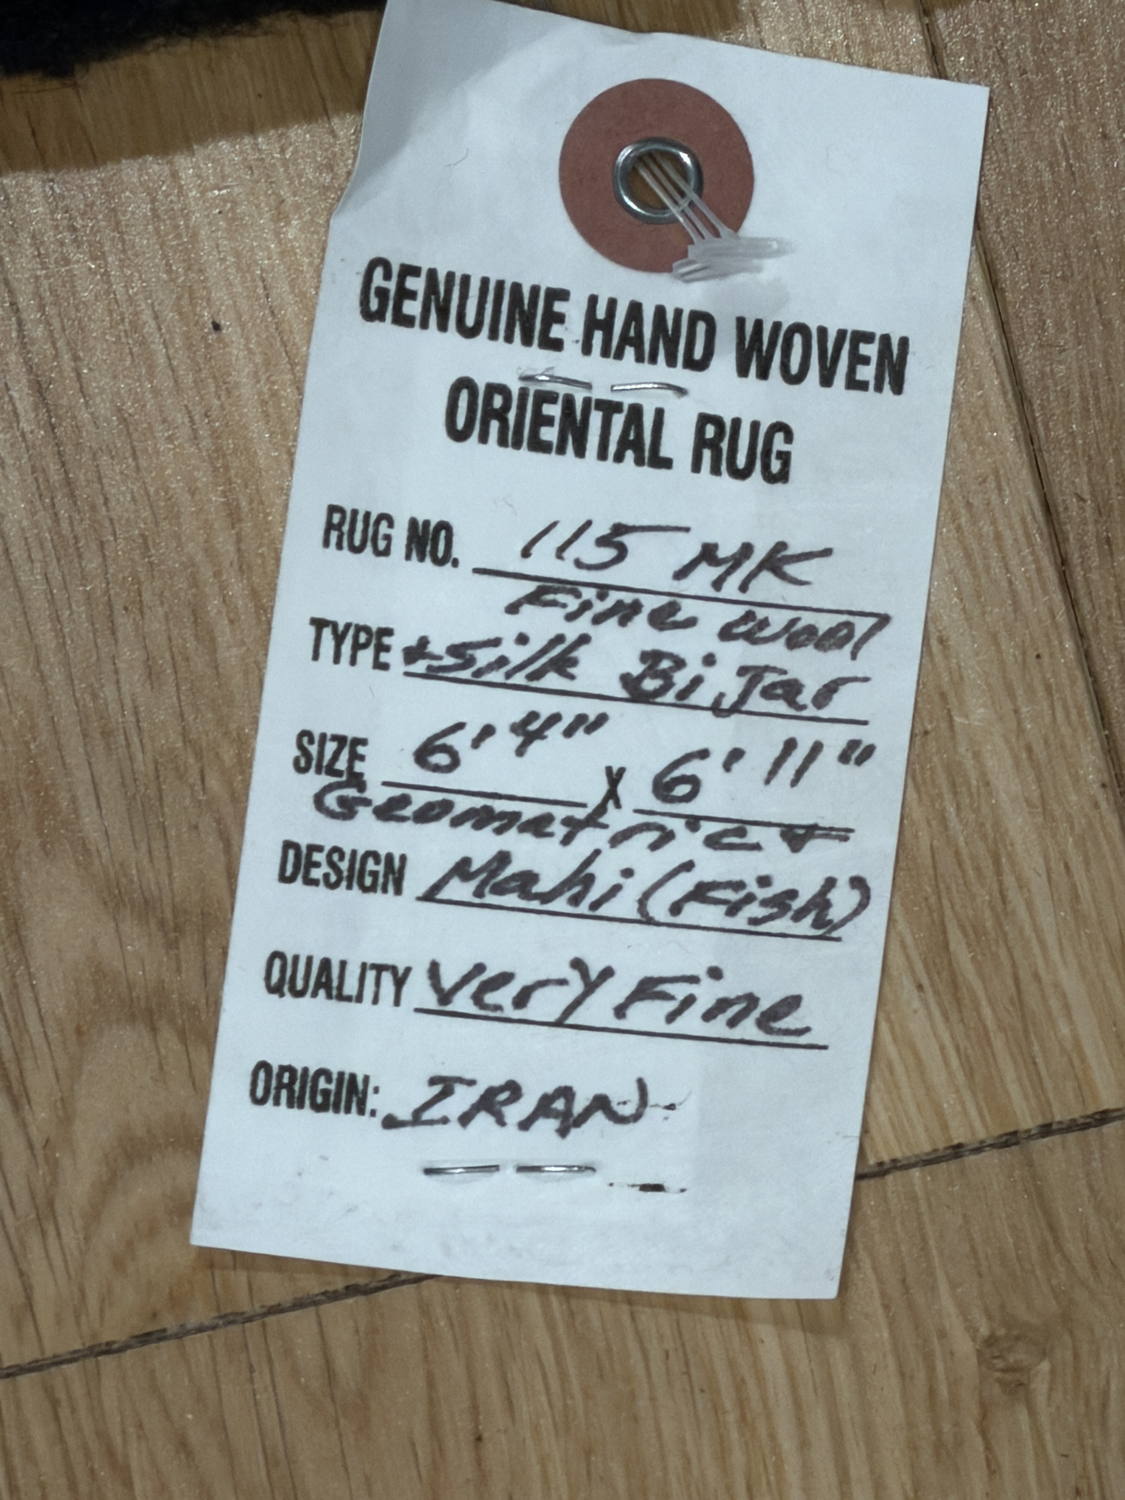 GENUINE HAND WOVEN
ORIENTAL RUG
RUG NO. 115 MK
Fine wool
TYPE +Silk BiJar
SIZE 6'4" X 6'11"
Geomatric +
DESIGN Mahi (Fish)
QUALITY Very Fine
ORIGIN: IRAN